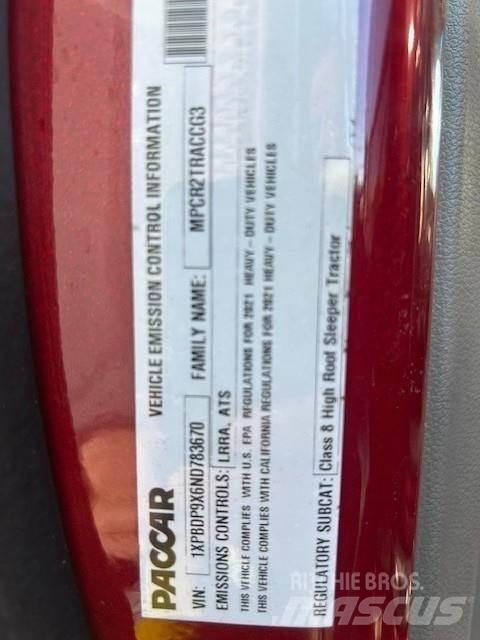 PACCAR
VEHICLE EMISSION CONTROL INFORMATION
VIN: 1XPBDP9X6ND783670 FAMILY NAME: MPCR2TRACCG3
EMISSIONS CONTROLS: LRRA, ATS
THIS VEHICLE COMPLIES WITH U.S. EPA REGULATIONS FOR 2021 HEAVY-DUTY VEHICLES
THIS VEHICLE COMPLIES WITH CALIFORNIA REGULATIONS FOR 2021 HEAVY-DUTY VEHICLES
REGULATORY SUBCAT: Class 8 High Roof Sleeper Tractor
RITCHIE BROS.
MASCUS